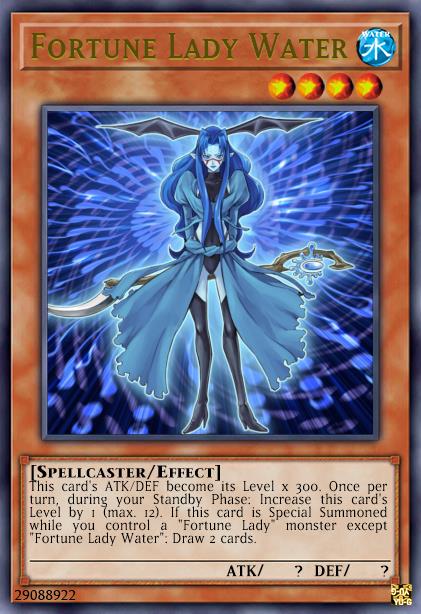 Fortune Lady Water
WATER
水
[Spellcaster/Effect]
This card's ATK/DEF become its Level x 300. Once per
turn, during your Standby Phase: Increase this card's
Level by 1 (max. 12). If this card is Special Summoned
while you control a "Fortune Lady" monster except
"Fortune Lady Water": Draw 2 cards.
ATK/ ? DEF/ ?
29088922